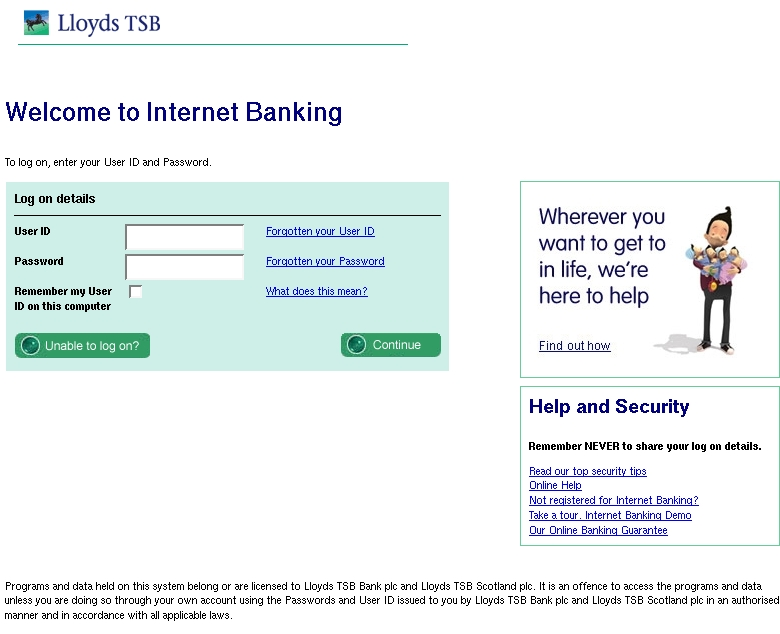 Lloyds TSB
Welcome to Internet Banking
To log on, enter your User ID and Password.
Log on details
User ID
Forgotten your User ID
Password
Forgotten your Password
Remember my User
ID on this computer
What does this mean?
Unable to log on?
Continue
Wherever you
want to get to
in life, we're
here to help
Find out how
Help and Security
Remember NEVER to share your log on details.
Read our top security tips
Online Help
Not registered for Internet Banking?
Take a tour. Internet Banking Demo
Our Online Banking Guarantee
Programs and data held on this system belong or are licensed to Lloyds TSB Bank plc and Lloyds TSB Scotland plc. It is an offence to access the programs and data
unless you are doing so through your own account using the Passwords and User ID issued to you by Lloyds TSB Bank plc and Lloyds TSB Scotland plc in an authorised
manner and in accordance with all applicable laws.